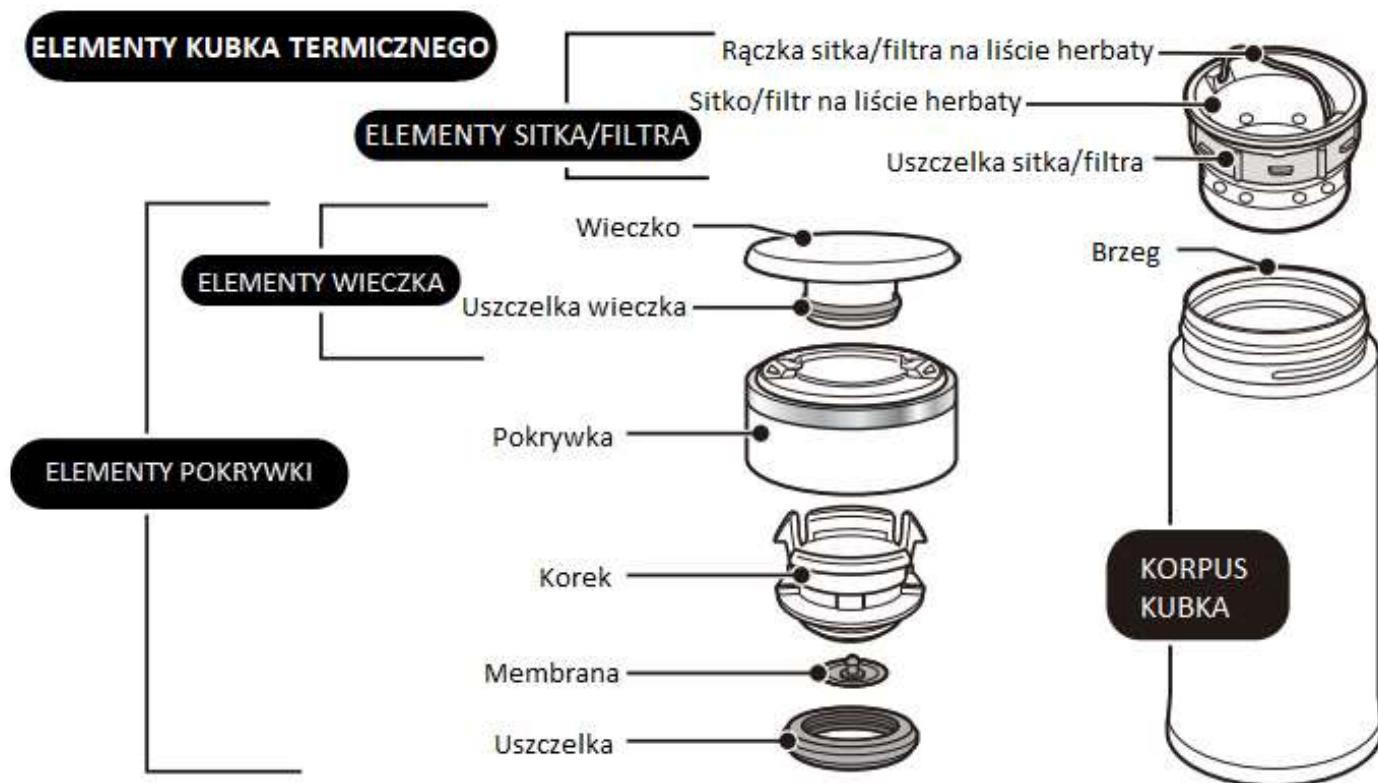 ELEMENTY KUBKA TERMICZNEGO
Rączka sitka/filtra na liście herbaty
Sitko/filtr na liście herbaty
ELEMENTY SITKA/FILTRA
Uszczelka sitka/filtra
Wieczko
Brzeg
ELEMENTY WIECZKA
Uszczelka wieczka
Pokrywka
ELEMENTY POKRYWKI
Korek
KORPUS
KUBKA
Membrana
Uszczelka